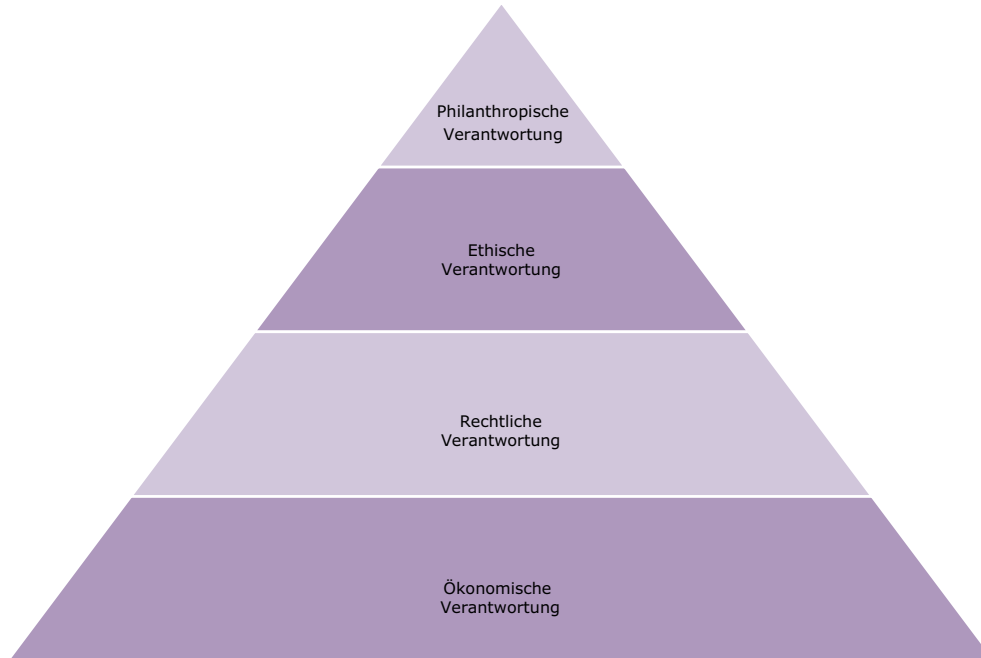 Philanthropische
Verantwortung
Ethische
Verantwortung
Rechtliche
Verantwortung
Ökonomische
Verantwortung